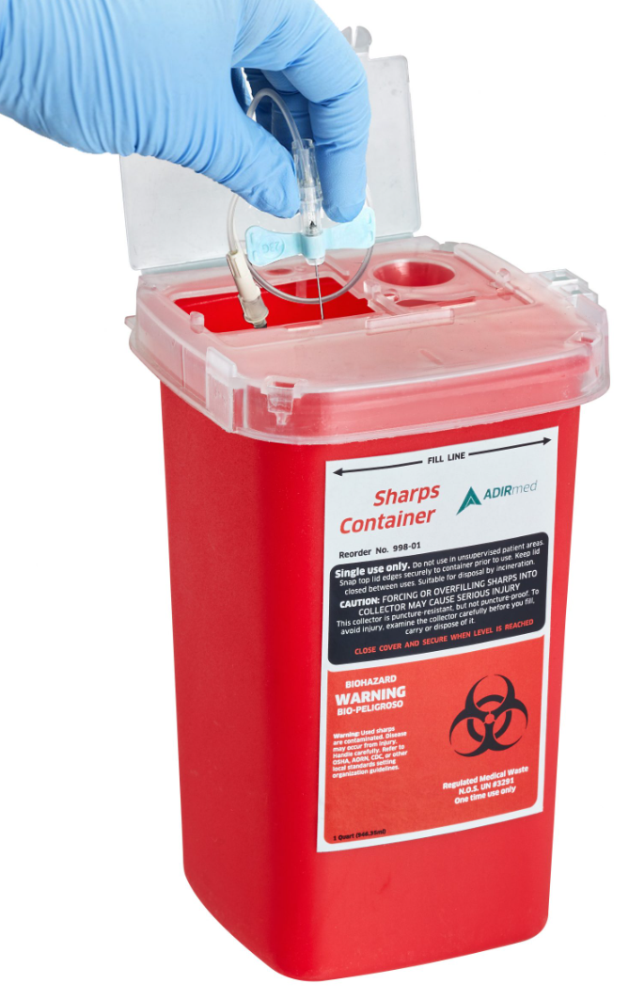 23G
FILL LINE
Sharps
Container
ADIRmed
Reorder No. 998-01
Single use only. Do not use in unsupervised patient areas.
Snap top lid edges securely to container prior to use. Keep lid
closed between uses. Suitable for disposal by incineration.
CAUTION: FORCING OR OVERFILLING SHARPS INTO
COLLECTOR MAY CAUSE SERIOUS INJURY
This collector is puncture-resistant, but not puncture-proof. To
avoid injury, examine the collector carefully before you fill,
carry or dispose of it.
CLOSE COVER AND SECURE WHEN LEVEL IS REACHED
BIOHAZARD
WARNING
BIO-PELIGROSO
Warning: Used sharps
are contaminated. Disease
may occur from injury.
Handle carefully. Refer to
OSHA, AORN, CDC, or other
local standards setting
organization guidelines.
Regulated Medical Waste
N.O.S. UN #3291
One time use only
1 Quart (946.35ml)